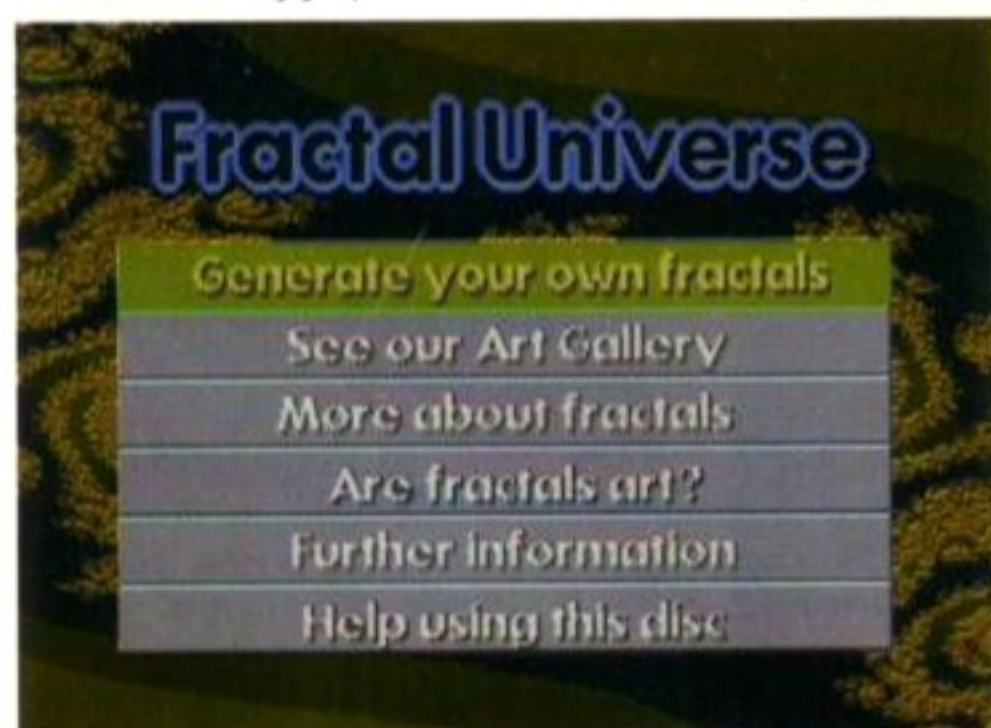 Fractal Universe
Generate your own fractals
See our Art Gallery
More about fractals
Are fractals art?
Further information
Help using this disc